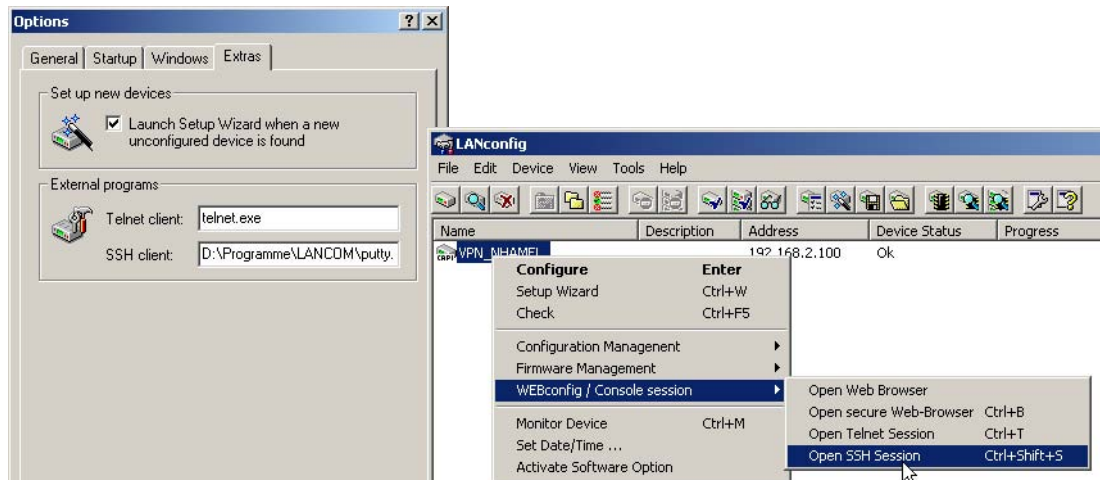 Options
General Startup Windows Extras
Set up new devices
Launch Setup Wizard when a new
unconfigured device is found
External programs
Telnet client: telnet.exe
SSH client: D:\Programme\LANCOM\putty.
LANconfig
File Edit Device View Tools Help
Name Description Address Device Status Progress
VPN_NHAMEL 192.168.2.100 Ok
Configure Enter
Setup Wizard Ctrl+W
Check Ctrl+F5
Configuration Managenent
Firmware Management
WEBconfig / Console session
Open Web Browser
Open secure Web-Browser Ctrl+B
Open Telnet Session Ctrl+T
Open SSH Session Ctrl+Shift+S
Monitor Device Ctrl+M
Set Date/Time ...
Activate Software Option